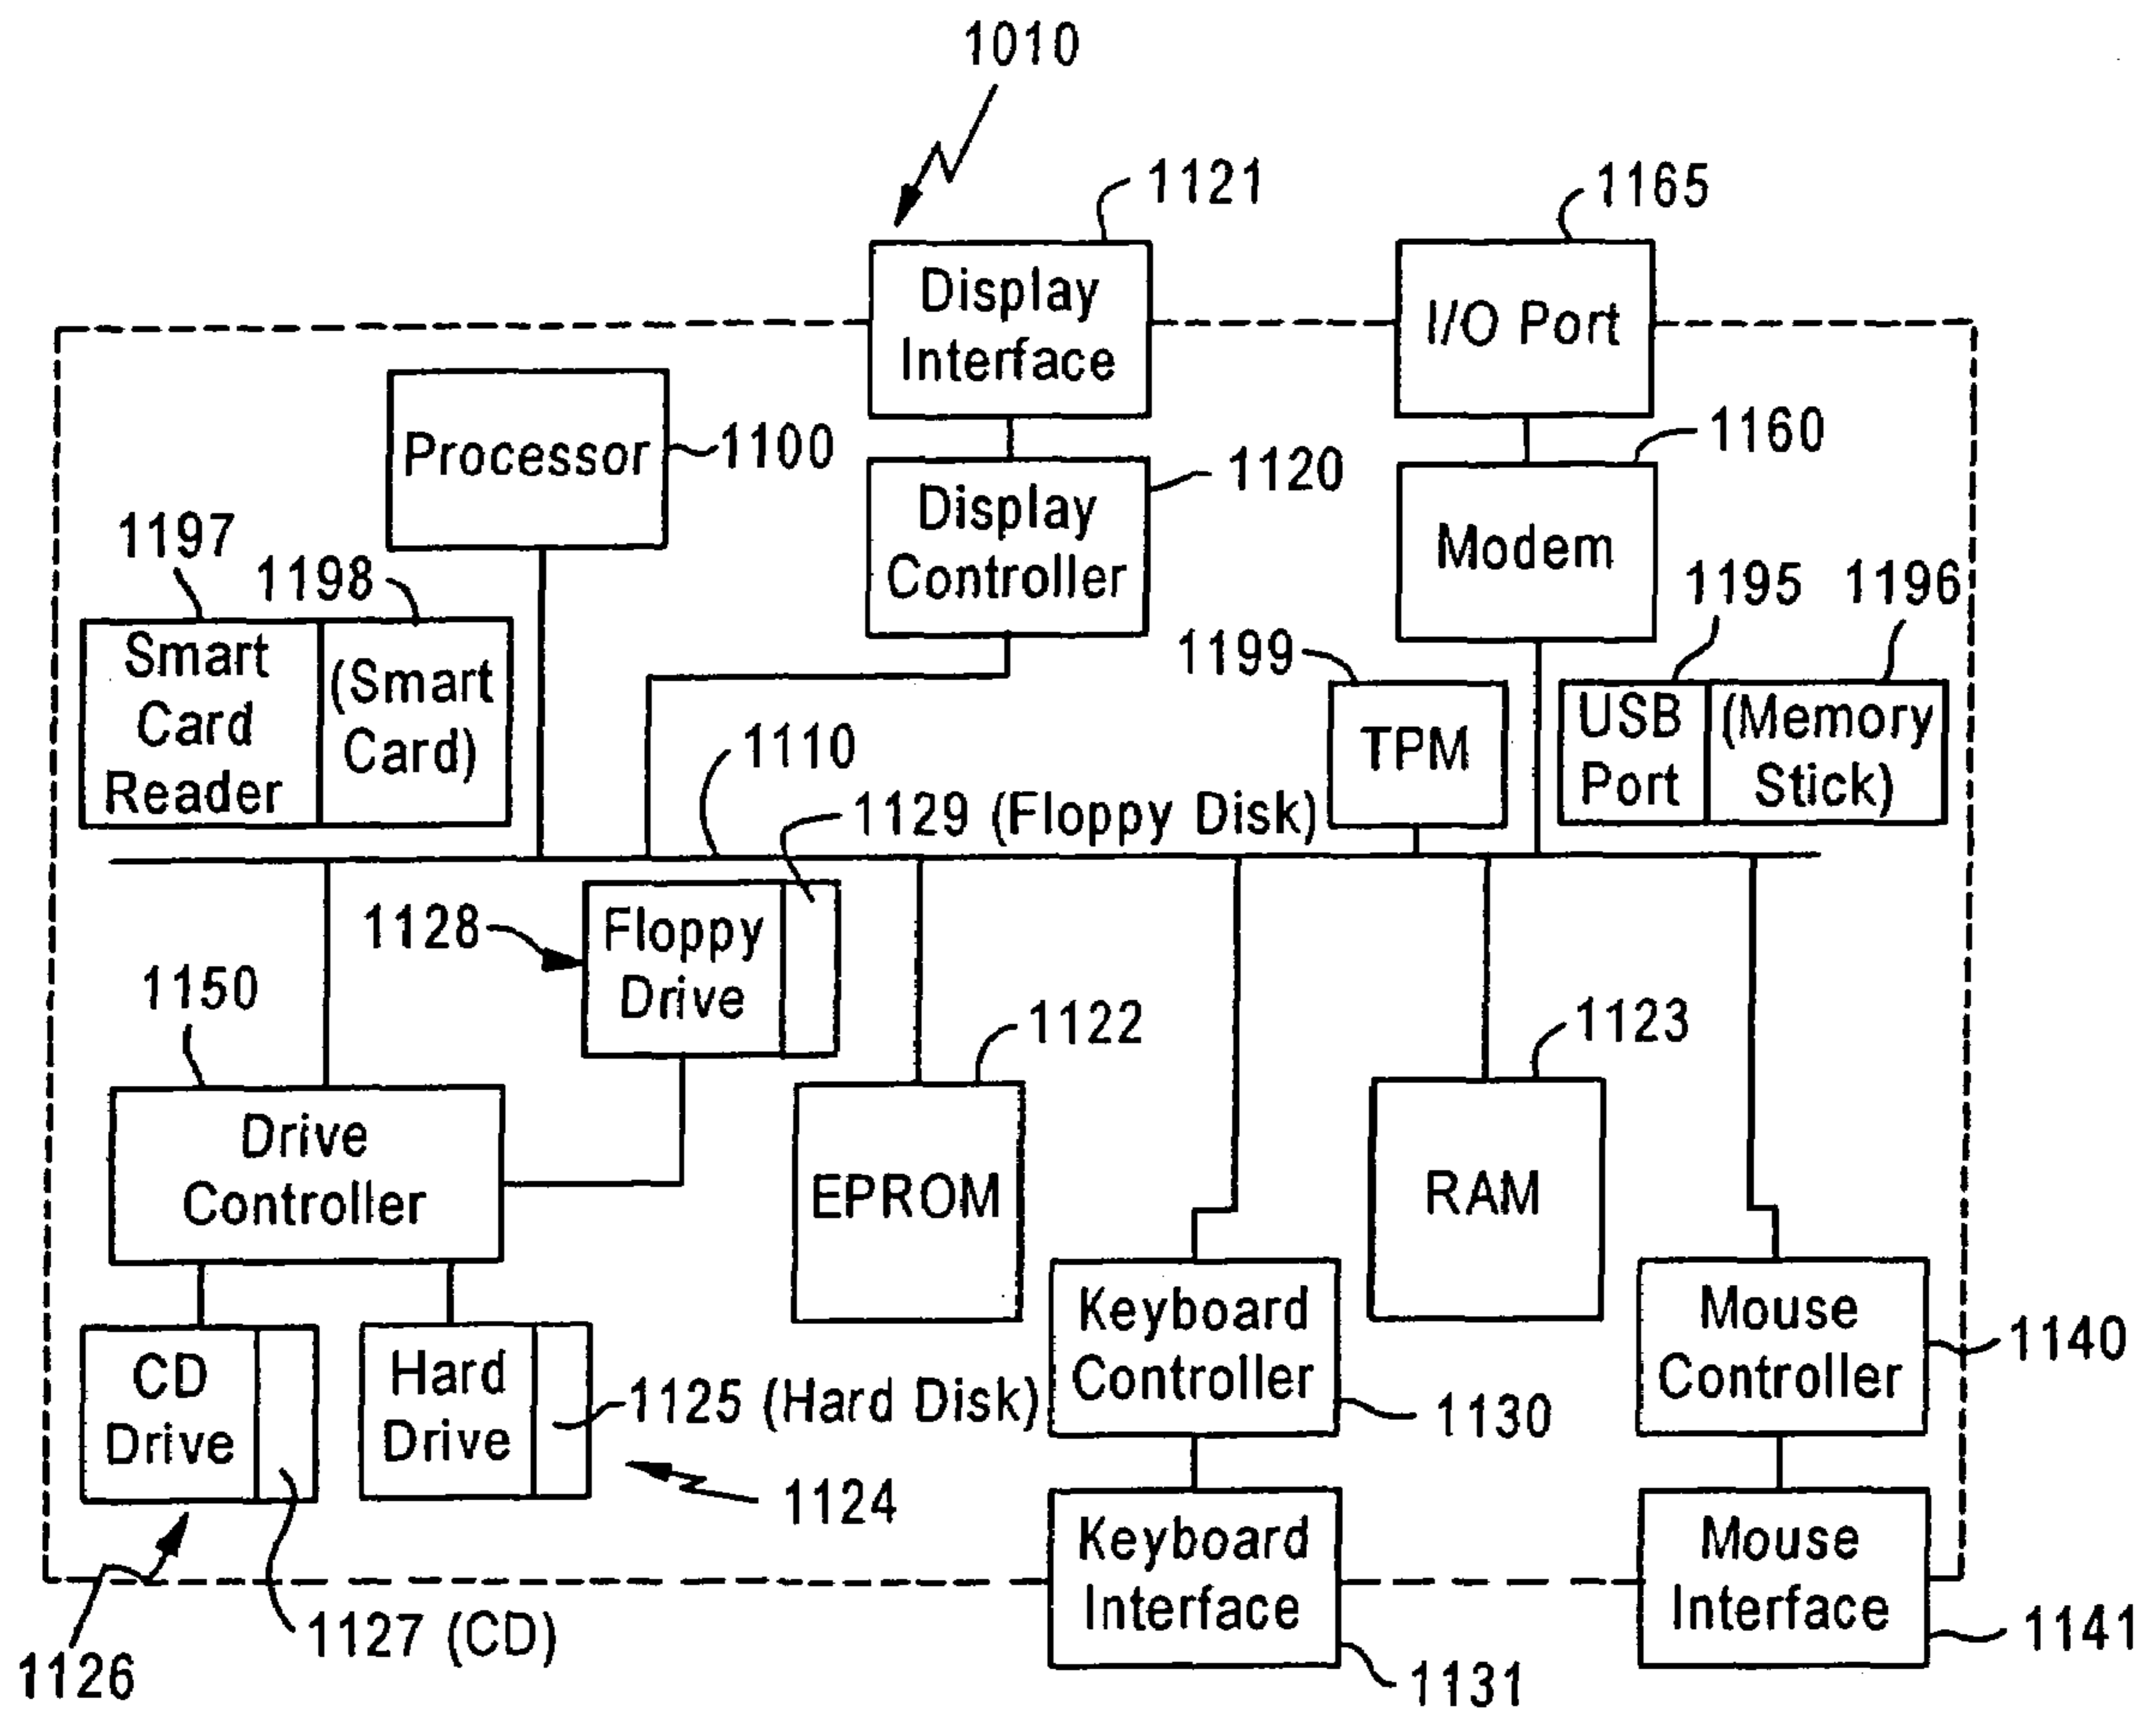 1010
1121
1165
Display
Interface
I/O Port
Processor
1100
1160
1120
Display
Controller
Modem
1197
1198
1195
1196
1199
Smart
Card
Reader
(Smart
Card)
TPM
USB
Port
(Memory
Stick)
1110
1129 (Floppy Disk)
1128
Floppy
Drive
1150
1122
1123
Drive
Controller
EPROM
RAM
Keyboard
Controller
Mouse
Controller
1140
CD
Drive
Hard
Drive
1125 (Hard Disk)
1130
1124
Keyboard
Interface
Mouse
Interface
1127 (CD)
1126
1131
1141